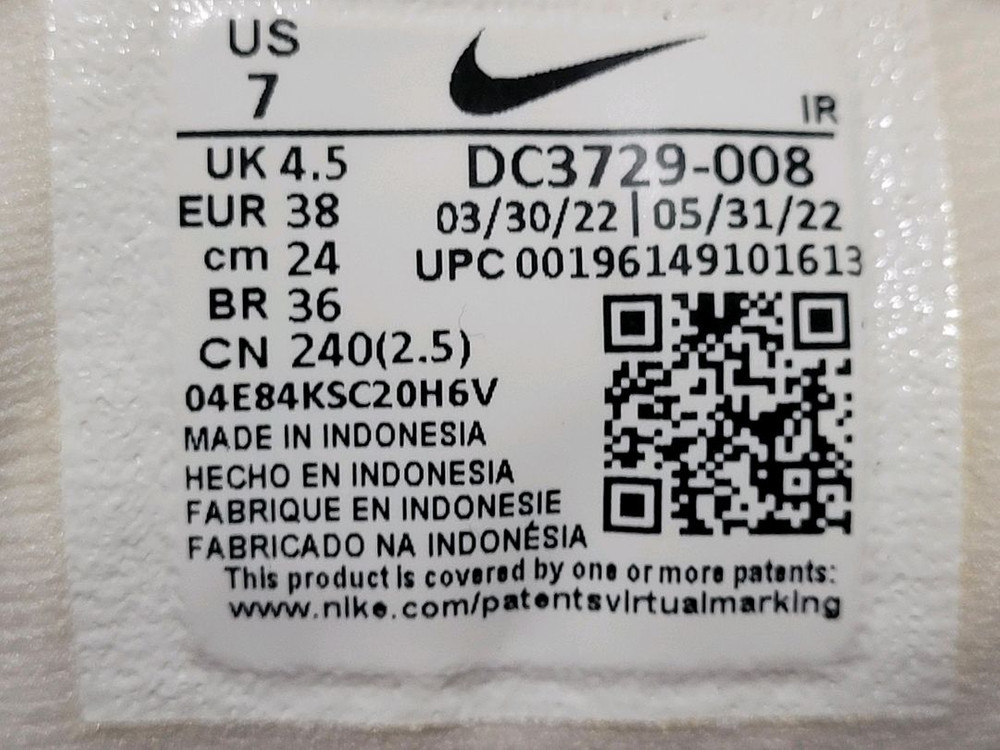 US
7
IR
UK 4.5
DC3729-008
EUR 38
03/30/22 | 05/31/22
cm 24
UPC 00196149101613
BR 36
CN 240(2.5)
04E84KSC20H6V
MADE IN INDONESIA
HECHO EN INDONESIA
FABRIQUE EN INDONESIE
FABRICADO NA INDONÉSIA
This product is covered by one or more patents:
www.nike.com/patentsvirtualmarking